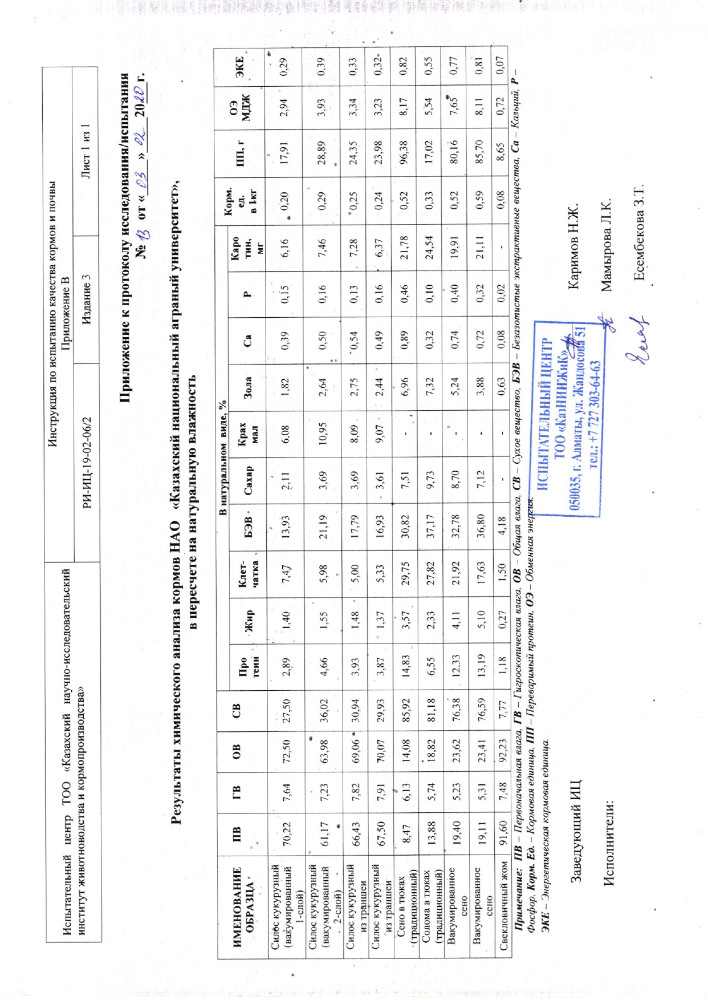 Испытательный центр ТОО «Казахский научно-исследовательский
институт животноводства и кормопроизводства»
Инструкция по испытанию качества кормов и почвы
Приложение В
РИ-ИЦ-19-02-06/2 Издание 3 Лист 1 из 1
Приложение к протоколу исследования/испытания
№ 13 от « 03 » 02 2020 г.
Результаты химического анализа кормов НАО «Казахский национальный аграный университет»,
в пересчете на натуральную влажность
ИМЕНОВАНИЕ ОБРАЗЦА ПВ ГВ ОВ СВ В натуральном виде, % Корм. ед. в 1кг ПП, г ОЭ МДЖ ЭКЕ
Про теин Жир Клет- чатка БЭВ Сахар Крах мал Зола Са Р Каро тин, мг
Силос кукурузный (вакумированный 1-слой) 70,22 7,64 72,50 27,50 2,89 1,40 7,47 13,93 2,11 6,08 1,82 0,39 0,15 6,16 0,20 17,91 2,94 0,29
Силос кукурузный (вакумированный 2-слой) 61,17 7,23 63,98 36,02 4,66 1,55 5,98 21,19 3,69 10,95 2,64 0,50 0,16 7,46 0,29 28,89 3,93 0,39
Силос кукурузный из траншеи 66,43 7,82 69,06 30,94 3,93 1,48 5,00 17,79 3,69 8,09 2,75 0,54 0,13 7,28 0,25 24,35 3,34 0,33
Силос кукурузный из траншеи 67,50 7,91 70,07 29,93 3,87 1,37 5,33 16,93 3,61 9,07 2,44 0,49 0,16 6,37 0,24 23,98 3,23 0,32
Сено в тюках (традиционный) 8,47 6,13 14,08 85,92 14,83 3,57 29,75 30,82 7,51 - 6,96 0,89 0,46 21,78 0,52 96,38 8,17 0,82
Солома в тюках (традиционный) 13,88 5,74 18,82 81,18 6,55 2,33 27,82 37,17 9,73 - 7,32 0,32 0,10 24,54 0,33 17,02 5,54 0,55
Вакумированное сено 19,40 5,23 23,62 76,38 12,33 4,11 21,92 32,78 8,70 - 5,24 0,74 0,40 19,91 0,52 80,16 7,65 0,77
Вакумированное сено 19,11 5,31 23,41 76,59 13,19 5,10 17,63 36,80 7,12 - 3,88 0,72 0,32 21,11 0,59 85,70 8,11 0,81
Свекловичный жом 91,60 7,48 92,23 7,77 1,18 0,27 1,50 4,18 - - 0,63 0,08 0,02 - 0,08 8,65 0,72 0,07
Примечание: ПВ – Первоначальная влага, ГВ – Гигроскопическая влага, ОВ – Общая влага, СВ – Сухое вещество, БЭВ – Безазотистые экстрактивные вещества, Са – Кальций, Р –
Фосфор, Корм. Ед. – Кормовая единица, ПП – Переваримый протеин, ОЭ – Обменная энергия,
ЭКЕ – Энергетическая кормовая единица.
ИСПЫТАТЕЛЬНЫЙ ЦЕНТР
ТОО «КазНИИЖиК»
050035, г. Алматы, ул. Жандосова 51
тел.: +7 727 303-64-63
Заведующий ИЦ Каримов Н.Ж.
Исполнители: Мамырова Л.К.
Есембекова З.Т.